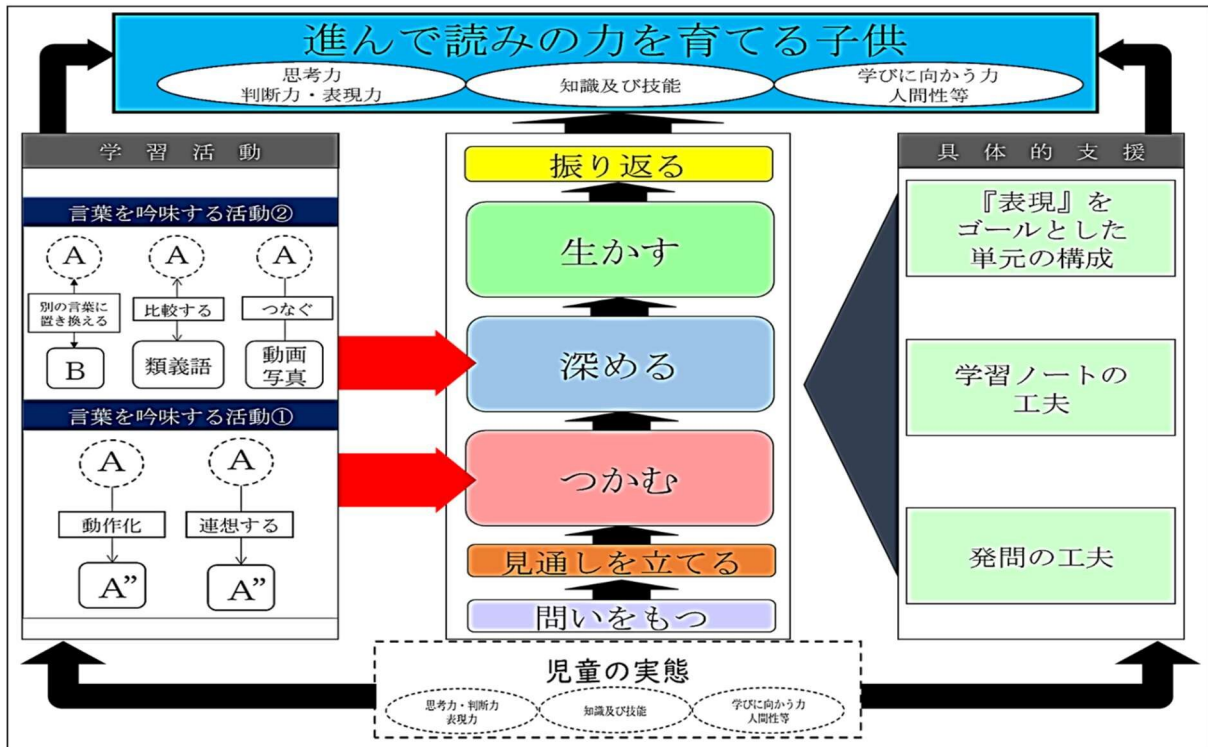 進んで読みの力を育てる子供
思考力
判断力・表現力
知識及び技能
学びに向かう力
人間性等
学習活動
言葉を吟味する活動②
A
A
A
別の言葉に
置き換える
比較する
つなぐ
B
類義語
動画
写真
言葉を吟味する活動①
A
A
動作化
連想する
A”
A”
振り返る
生かす
深める
つかむ
見通しを立てる
問いをもつ
具体的支援
『表現』を
ゴールとした
単元の構成
学習ノートの
工夫
発問の工夫
児童の実態
思考力・判断力
表現力
知識及び技能
学びに向かう力
人間性等